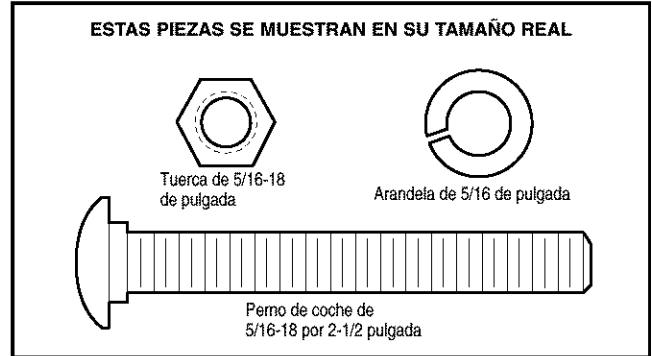 ESTAS PIEZAS SE MUESTRAN EN SU TAMAÑO REAL
Tuerca de 5/16-18
de pulgada
Arandela de 5/16 de pulgada
Perno de coche de
5/16-18 por 2-1/2 pulgada